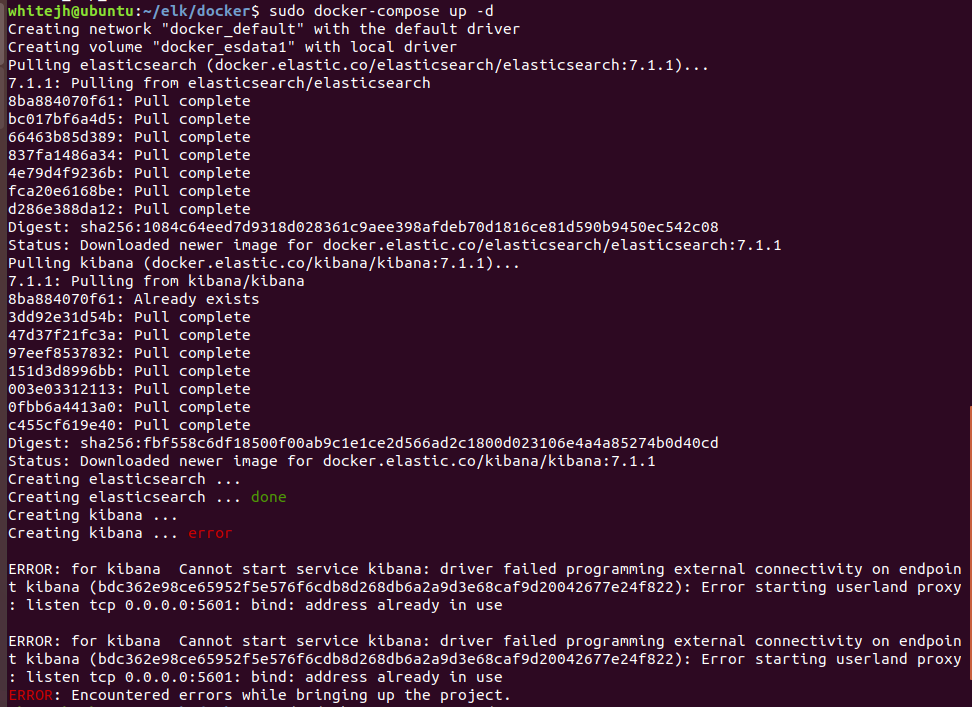 whitejh@ubuntu:~/elk/docker$ sudo docker-compose up -d
Creating network "docker_default" with the default driver
Creating volume "docker_esdata1" with local driver
Pulling elasticsearch (docker.elastic.co/elasticsearch/elasticsearch:7.1.1)...
7.1.1: Pulling from elasticsearch/elasticsearch
8ba884070f61: Pull complete
bc017bf6a4d5: Pull complete
66463b85d389: Pull complete
837fa1486a34: Pull complete
4e79d4f9236b: Pull complete
fca20e6168be: Pull complete
d286e388da12: Pull complete
Digest: sha256:1084c64eed7d9318d028361c9aee398afdeb70d1816ce81d590b9450ec542c08
Status: Downloaded newer image for docker.elastic.co/elasticsearch/elasticsearch:7.1.1
Pulling kibana (docker.elastic.co/kibana/kibana:7.1.1)...
7.1.1: Pulling from kibana/kibana
8ba884070f61: Already exists
3dd92e31d54b: Pull complete
47d37f21fc3a: Pull complete
97eef8537832: Pull complete
151d3d8996bb: Pull complete
003e03312113: Pull complete
0fbb6a4413a0: Pull complete
c455cf619e40: Pull complete
Digest: sha256:fbf558c6df18500f00ab9c1e1ce2d566ad2c1800d023106e4a4a85274b0d40cd
Status: Downloaded newer image for docker.elastic.co/kibana/kibana:7.1.1
Creating elasticsearch ...
Creating elasticsearch ... done
Creating kibana ...
Creating kibana ... error
ERROR: for kibana  Cannot start service kibana: driver failed programming external connectivity on endpoin
t kibana (bdc362e98ce65952f5e576f6cdb8d268db6a2a9d3e68caf9d20042677e24f822): Error starting userland proxy
: listen tcp 0.0.0.0:5601: bind: address already in use
ERROR: for kibana  Cannot start service kibana: driver failed programming external connectivity on endpoin
t kibana (bdc362e98ce65952f5e576f6cdb8d268db6a2a9d3e68caf9d20042677e24f822): Error starting userland proxy
: listen tcp 0.0.0.0:5601: bind: address already in use
ERROR: Encountered errors while bringing up the project.